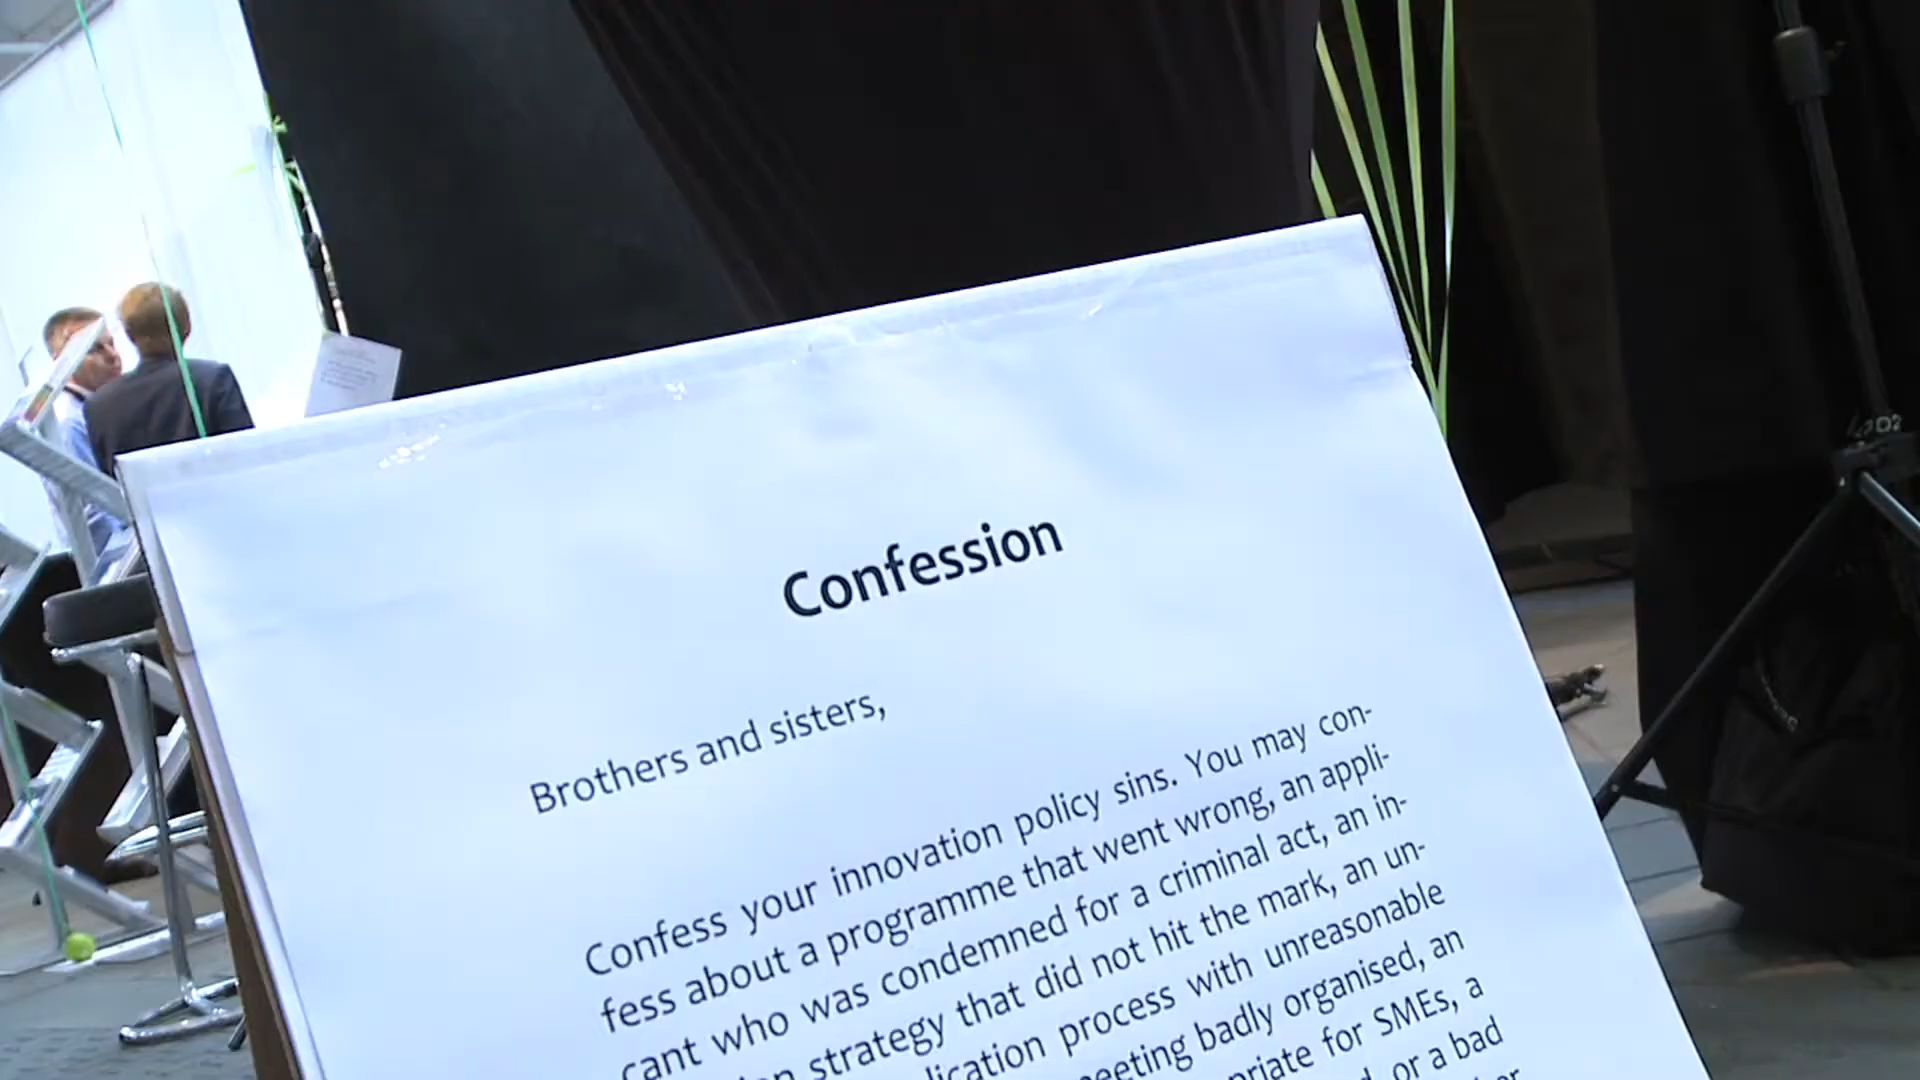 Confession
Brothers and sisters,
Confess your innovation policy sins. You may con-
fess about a programme that went wrong, an appli-
cant who was condemned for a criminal act, an in-
strategy that did not hit the mark, an un-
process with unreasonable
badly organised, an
for SMEs, a
or a bad